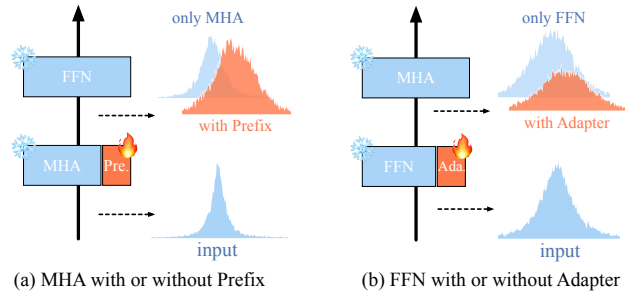 only MHA
FFN
with Prefix
MHA
Pre.
input
(a) MHA with or without Prefix
only FFN
MHA
with Adapter
FFN
Ada.
input
(b) FFN with or without Adapter